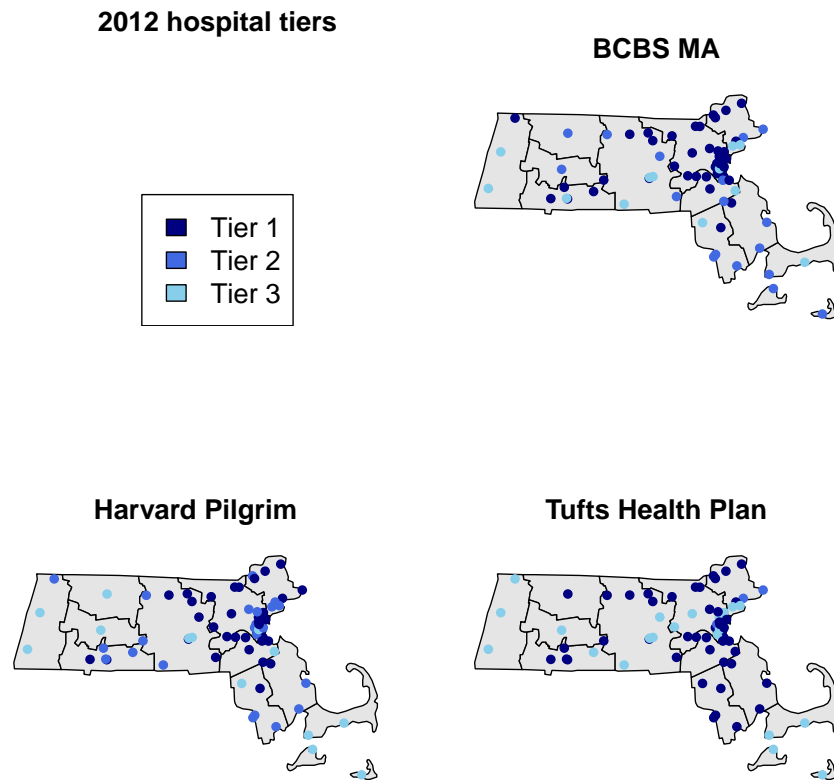 2012 hospital tiers
BCBS MA
Tier 1
Tier 2
Tier 3
Harvard Pilgrim
Tufts Health Plan